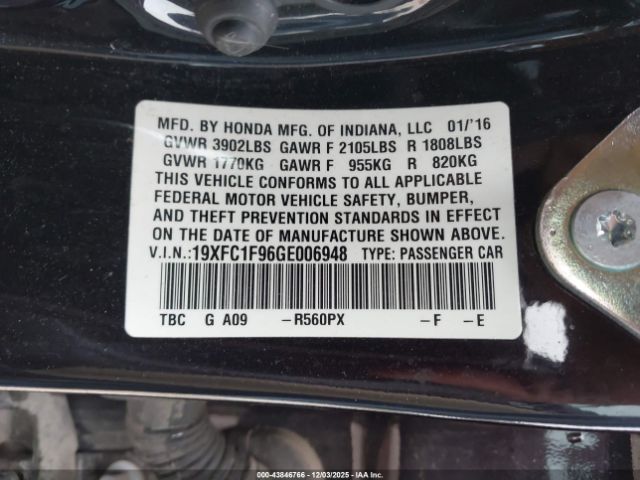 MFD. BY HONDA MFG. OF INDIANA, LLC 01/'16
GVWR 3902LBS GAWR F 2105LBS R 1808LBS
GVWR 1770KG GAWR F 955KG R 820KG
THIS VEHICLE CONFORMS TO ALL APPLICABLE
FEDERAL MOTOR VEHICLE SAFETY, BUMPER,
AND THEFT PREVENTION STANDARDS IN EFFECT
ON THE DATE OF MANUFACTURE SHOWN ABOVE.
V.I.N.:19XFC1F96GE006948 TYPE: PASSENGER CAR
TBC G A09 –R560PX –F –E
000-43846766 - 12/03/2025 - IAAI.COM